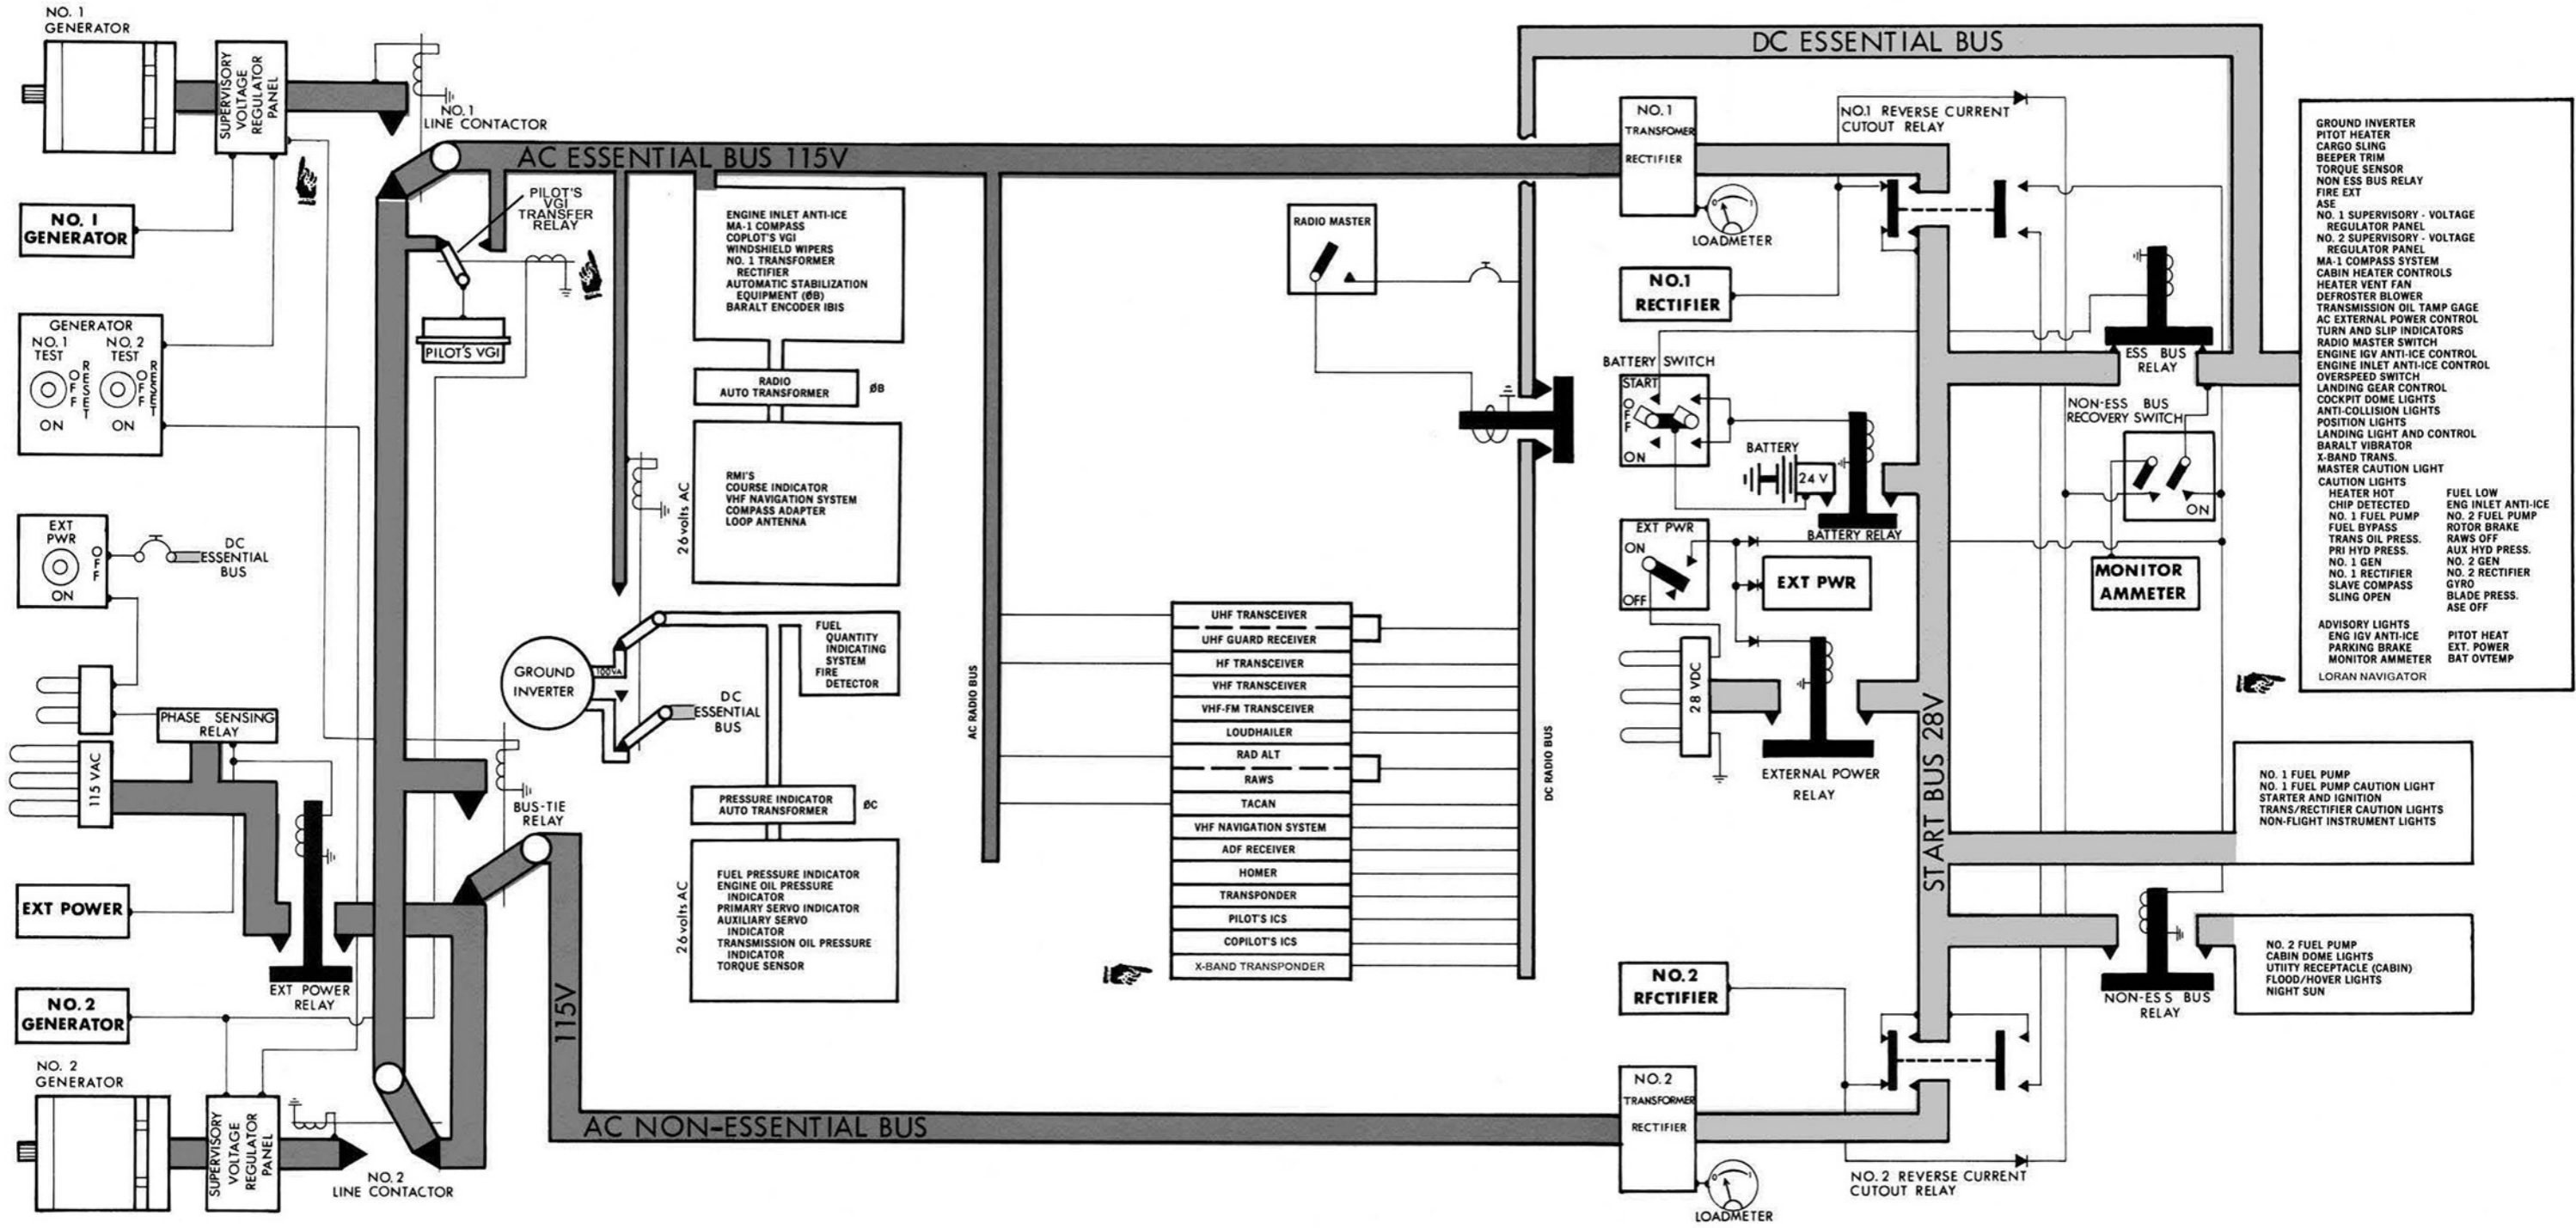 NO. 1
GENERATOR
SUPERVISORY
VOLTAGE
REGULATOR
PANEL
NO. 1
LINE CONTACTOR
NO. 1
GENERATOR
GENERATOR
NO. 1
TEST
NO. 2
TEST
OFF
RESET
OFF
RESET
ON
ON
EXT
PWR
OFF
ON
DC
ESSENTIAL
BUS
PHASE SENSING
RELAY
115 VAC
EXT POWER
EXT POWER
RELAY
NO. 2
GENERATOR
NO. 2
GENERATOR
SUPERVISORY
VOLTAGE
REGULATOR
PANEL
NO. 2
LINE CONTACTOR
AC ESSENTIAL BUS 115V
PILOT'S
VGI
TRANSFER
RELAY
PILOT'S VGI
ENGINE INLET ANTI-ICE
MA-1 COMPASS
COPLOT'S VGI
WINDSHIELD WIPERS
NO. 1 TRANSFORMER
RECTIFIER
AUTOMATIC STABILIZATION
EQUIPMENT (ØB)
BARALT ENCODER IBIS
RADIO
AUTO TRANSFORMER
ØB
26 volts AC
RMI'S
COURSE INDICATOR
VHF NAVIGATION SYSTEM
COMPASS ADAPTER
LOOP ANTENNA
GROUND
INVERTER
100VA
FUEL
QUANTITY
INDICATING
SYSTEM
FIRE
DETECTOR
DC
ESSENTIAL
BUS
BUS-TIE
RELAY
PRESSURE INDICATOR
AUTO TRANSFORMER
ØC
26 volts AC
FUEL PRESSURE INDICATOR
ENGINE OIL PRESSURE
INDICATOR
PRIMARY SERVO INDICATOR
AUXILIARY SERVO
INDICATOR
TRANSMISSION OIL PRESSURE
INDICATOR
TORQUE SENSOR
115V
AC NON-ESSENTIAL BUS
AC RADIO BUS
UHF TRANSCEIVER
UHF GUARD RECEIVER
HF TRANSCEIVER
VHF TRANSCEIVER
VHF-FM TRANSCEIVER
LOUDHAILER
RAD ALT
RAWS
TACAN
VHF NAVIGATION SYSTEM
ADF RECEIVER
HOMER
TRANSPONDER
PILOT'S ICS
COPILOT'S ICS
X-BAND TRANSPONDER
DC RADIO BUS
RADIO MASTER
DC ESSENTIAL BUS
NO. 1
TRANSFOMER
RECTIFIER
LOADMETER
0
1
NO.1 REVERSE CURRENT
CUTOUT RELAY
NO.1
RECTIFIER
BATTERY SWITCH
START
OFF
ON
BATTERY
24 V
BATTERY RELAY
EXT PWR
ON
OFF
EXT PWR
28 VDC
EXTERNAL POWER
RELAY
START BUS 28V
ESS BUS
RELAY
NON-ESS BUS
RECOVERY SWITCH
ON
MONITOR
AMMETER
GROUND INVERTER
PITOT HEATER
CARGO SLING
BEEPER TRIM
TORQUE SENSOR
NON ESS BUS RELAY
FIRE EXT
ASE
NO. 1 SUPERVISORY - VOLTAGE
REGULATOR PANEL
NO. 2 SUPERVISORY - VOLTAGE
REGULATOR PANEL
MA-1 COMPASS SYSTEM
CABIN HEATER CONTROLS
HEATER VENT FAN
DEFROSTER BLOWER
TRANSMISSION OIL TAMP GAGE
AC EXTERNAL POWER CONTROL
TURN AND SLIP INDICATORS
RADIO MASTER SWITCH
ENGINE IGV ANTI-ICE CONTROL
ENGINE INLET ANTI-ICE CONTROL
OVERSPEED SWITCH
LANDING GEAR CONTROL
COCKPIT DOME LIGHTS
ANTI-COLLISION LIGHTS
POSITION LIGHTS
LANDING LIGHT AND CONTROL
BARALT VIBRATOR
X-BAND TRANS.
MASTER CAUTION LIGHT
CAUTION LIGHTS
HEATER HOT FUEL LOW
CHIP DETECTED ENG INLET ANTI-ICE
NO. 1 FUEL PUMP NO. 2 FUEL PUMP
FUEL BYPASS ROTOR BRAKE
TRANS OIL PRESS. RAWS OFF
PRI HYD PRESS. AUX HYD PRESS.
NO. 1 GEN NO. 2 GEN
NO. 1 RECTIFIER NO. 2 RECTIFIER
SLAVE COMPASS GYRO
SLING OPEN BLADE PRESS.
ASE OFF
ADVISORY LIGHTS
ENG IGV ANTI-ICE PITOT HEAT
PARKING BRAKE EXT. POWER
MONITOR AMMETER BAT OVTEMP
LORAN NAVIGATOR
NO. 1 FUEL PUMP
NO. 1 FUEL PUMP CAUTION LIGHT
STARTER AND IGNITION
TRANS/RECTIFIER CAUTION LIGHTS
NON-FLIGHT INSTRUMENT LIGHTS
NO. 2 FUEL PUMP
CABIN DOME LIGHTS
UTIITY RECEPTACLE (CABIN)
FLOOD/HOVER LIGHTS
NIGHT SUN
NON-ESS BUS
RELAY
NO.2
RFCTIFIER
NO.2
TRANSFORMER
RECTIFIER
LOADMETER
0
1
NO.2 REVERSE CURRENT
CUTOUT RELAY